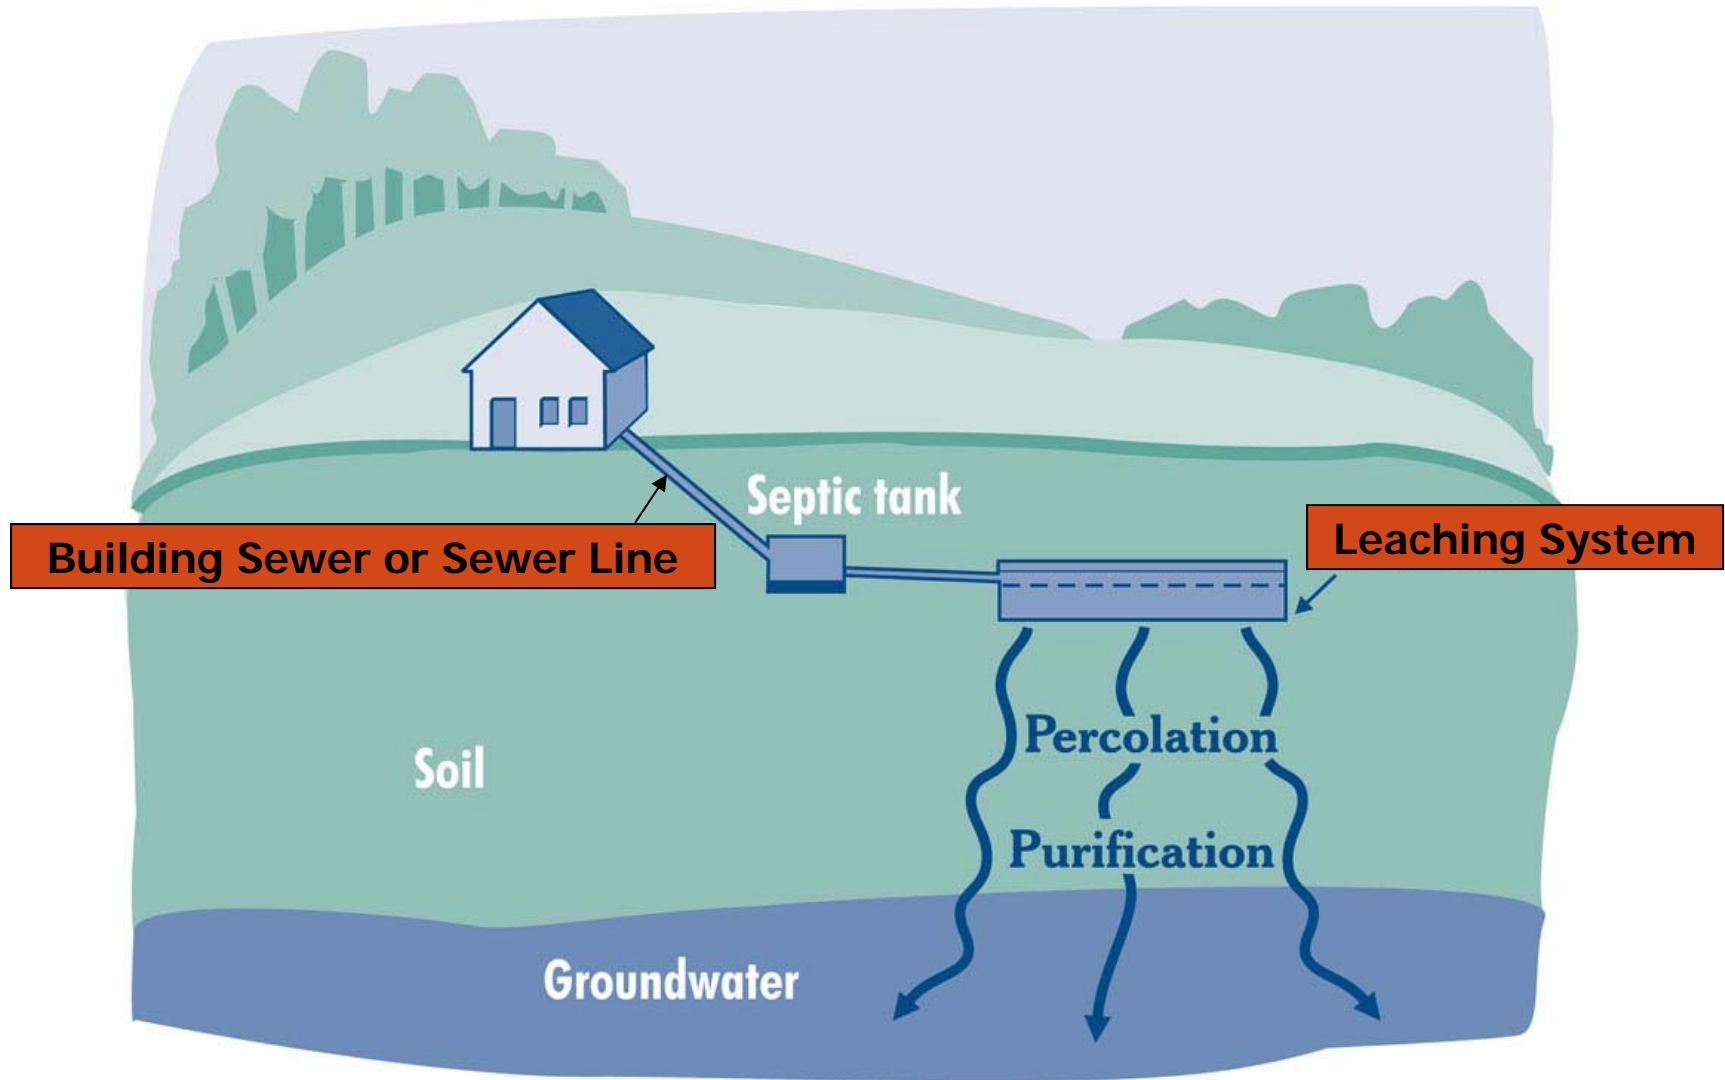 Septic tank
Building Sewer or Sewer Line
Leaching System
Percolation
Soil
Purification
Groundwater